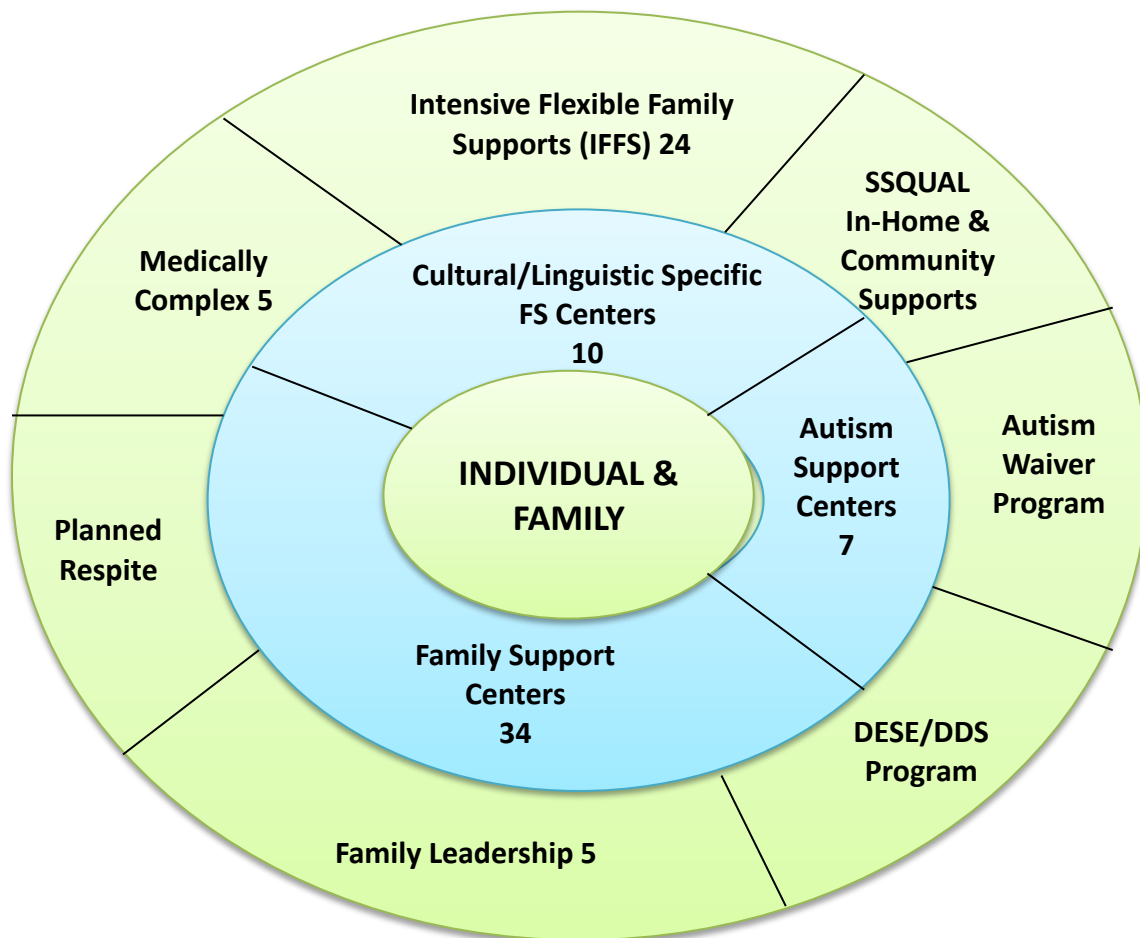 Intensive Flexible Family
Supports (IFFS) 24
SSQUAL
In-Home &
Community
Supports
Medically
Complex 5
Cultural/Linguistic Specific
FS Centers
10
Autism
Support
Centers
7
Autism
Waiver
Program
INDIVIDUAL &
FAMILY
Planned
Respite
Family Support
Centers
34
DESE/DDS
Program
Family Leadership 5